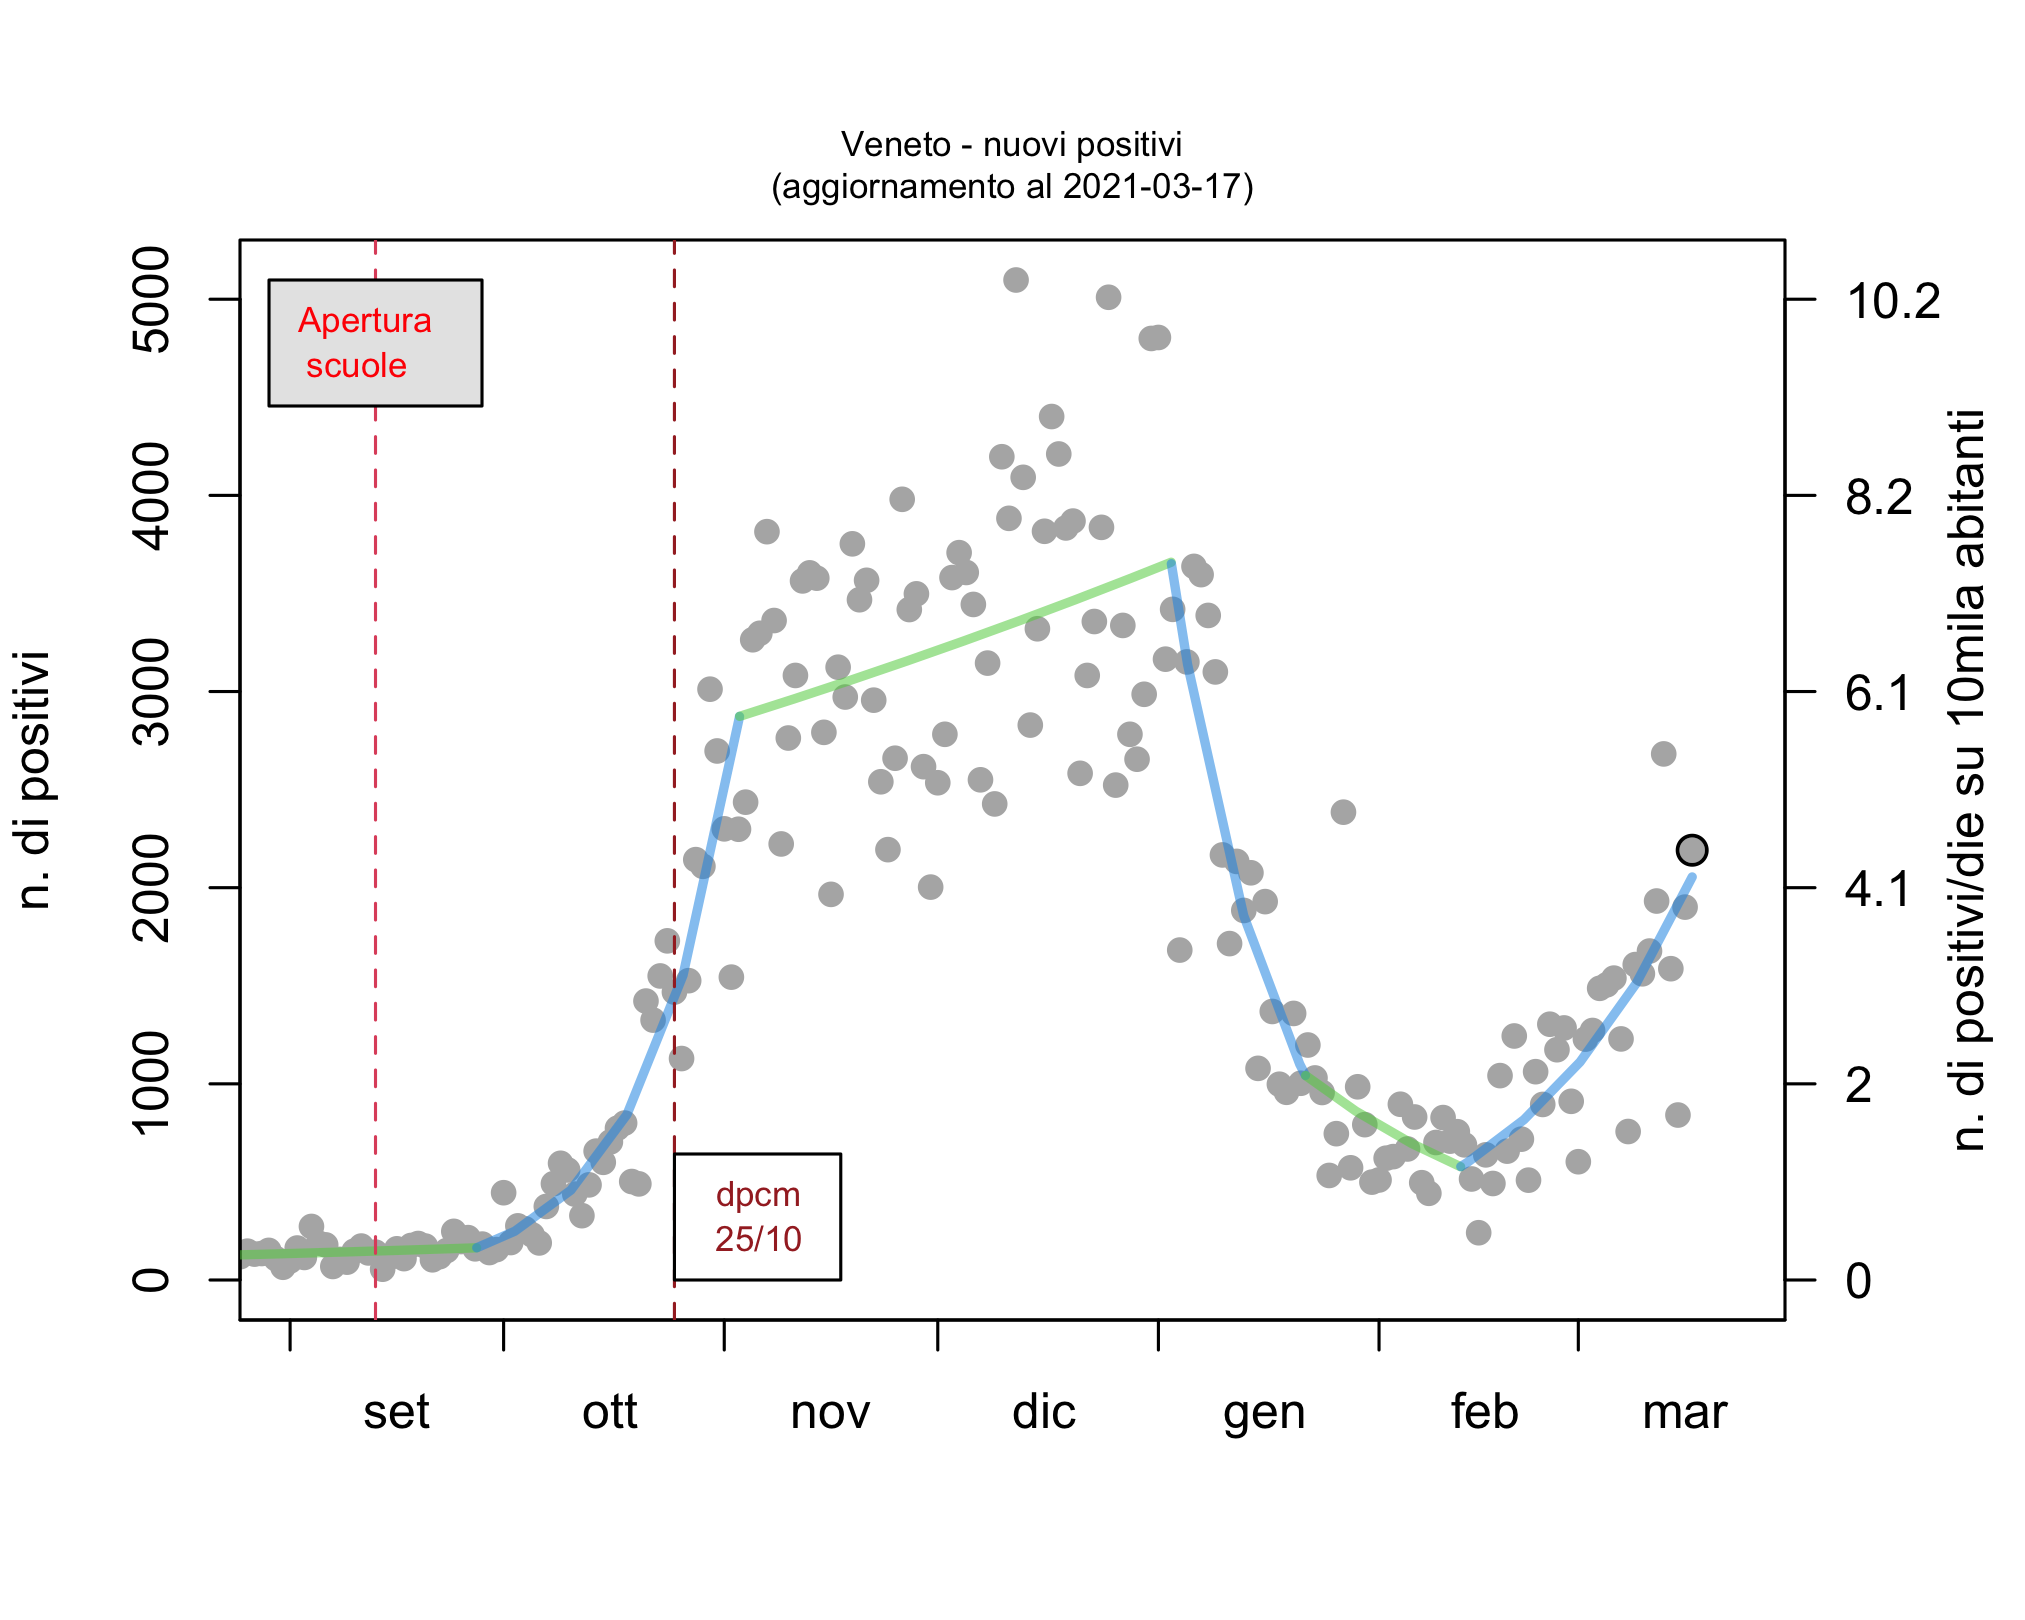 Veneto - nuovi positivi
(aggiornamento al 2021-03-17)
Apertura
scuole
dpcm
25/10
n. di positivi
5000
4000
3000
2000
1000
0
10.2
8.2
6.1
4.1
2
0
n. di positivi/die su 10mila abitanti
set ott nov dic gen feb mar